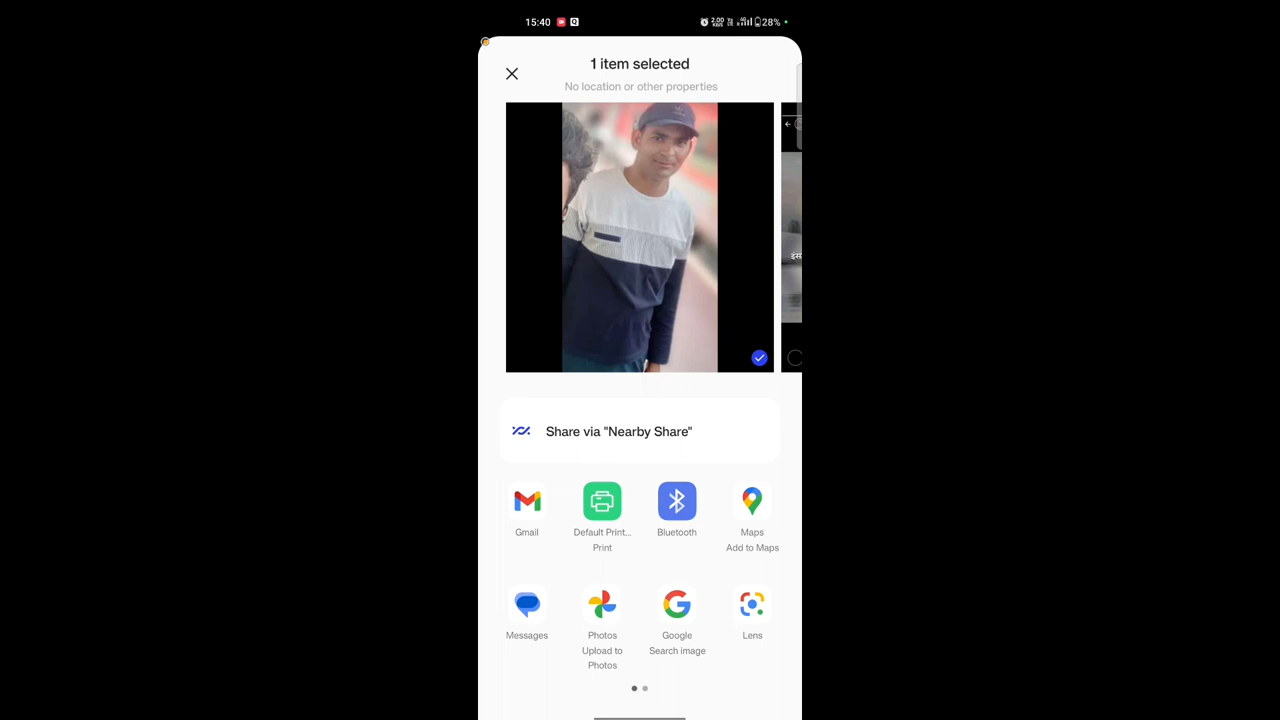 15:40 28%
1 item selected
No location or other properties
Share via "Nearby Share"
Gmail
Default Print...
Print
Bluetooth
Maps
Add to Maps
Messages
Photos
Upload to
Photos
Google
Search image
Lens